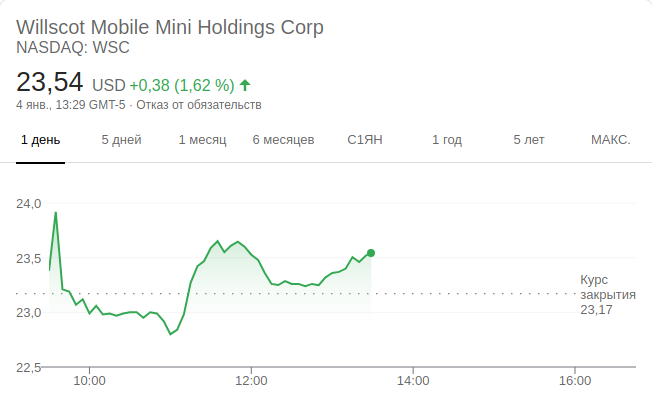 Willscot Mobile Mini Holdings Corp
NASDAQ: WSC
23,54 USD +0,38 (1,62 %)
4 янв., 13:29 GMT-5 · Отказ от обязательств
1 день 5 дней 1 месяц 6 месяцев С1ЯН 1 год 5 лет МАКС.
24,0
23,5
Курс
закрытия
23,17
23,0
22,5
10:00 12:00 14:00 16:00